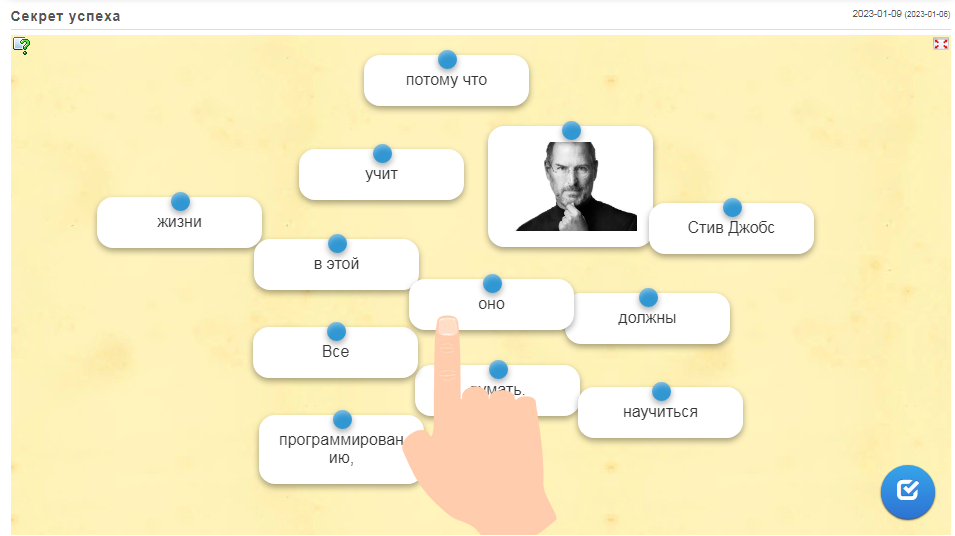 Секрет успеха
2023-01-09 (2023-01-06)
потому что
учит
жизни
Стив Джобс
в этой
оно
должны
Все
думать.
научиться
программирован
ию,